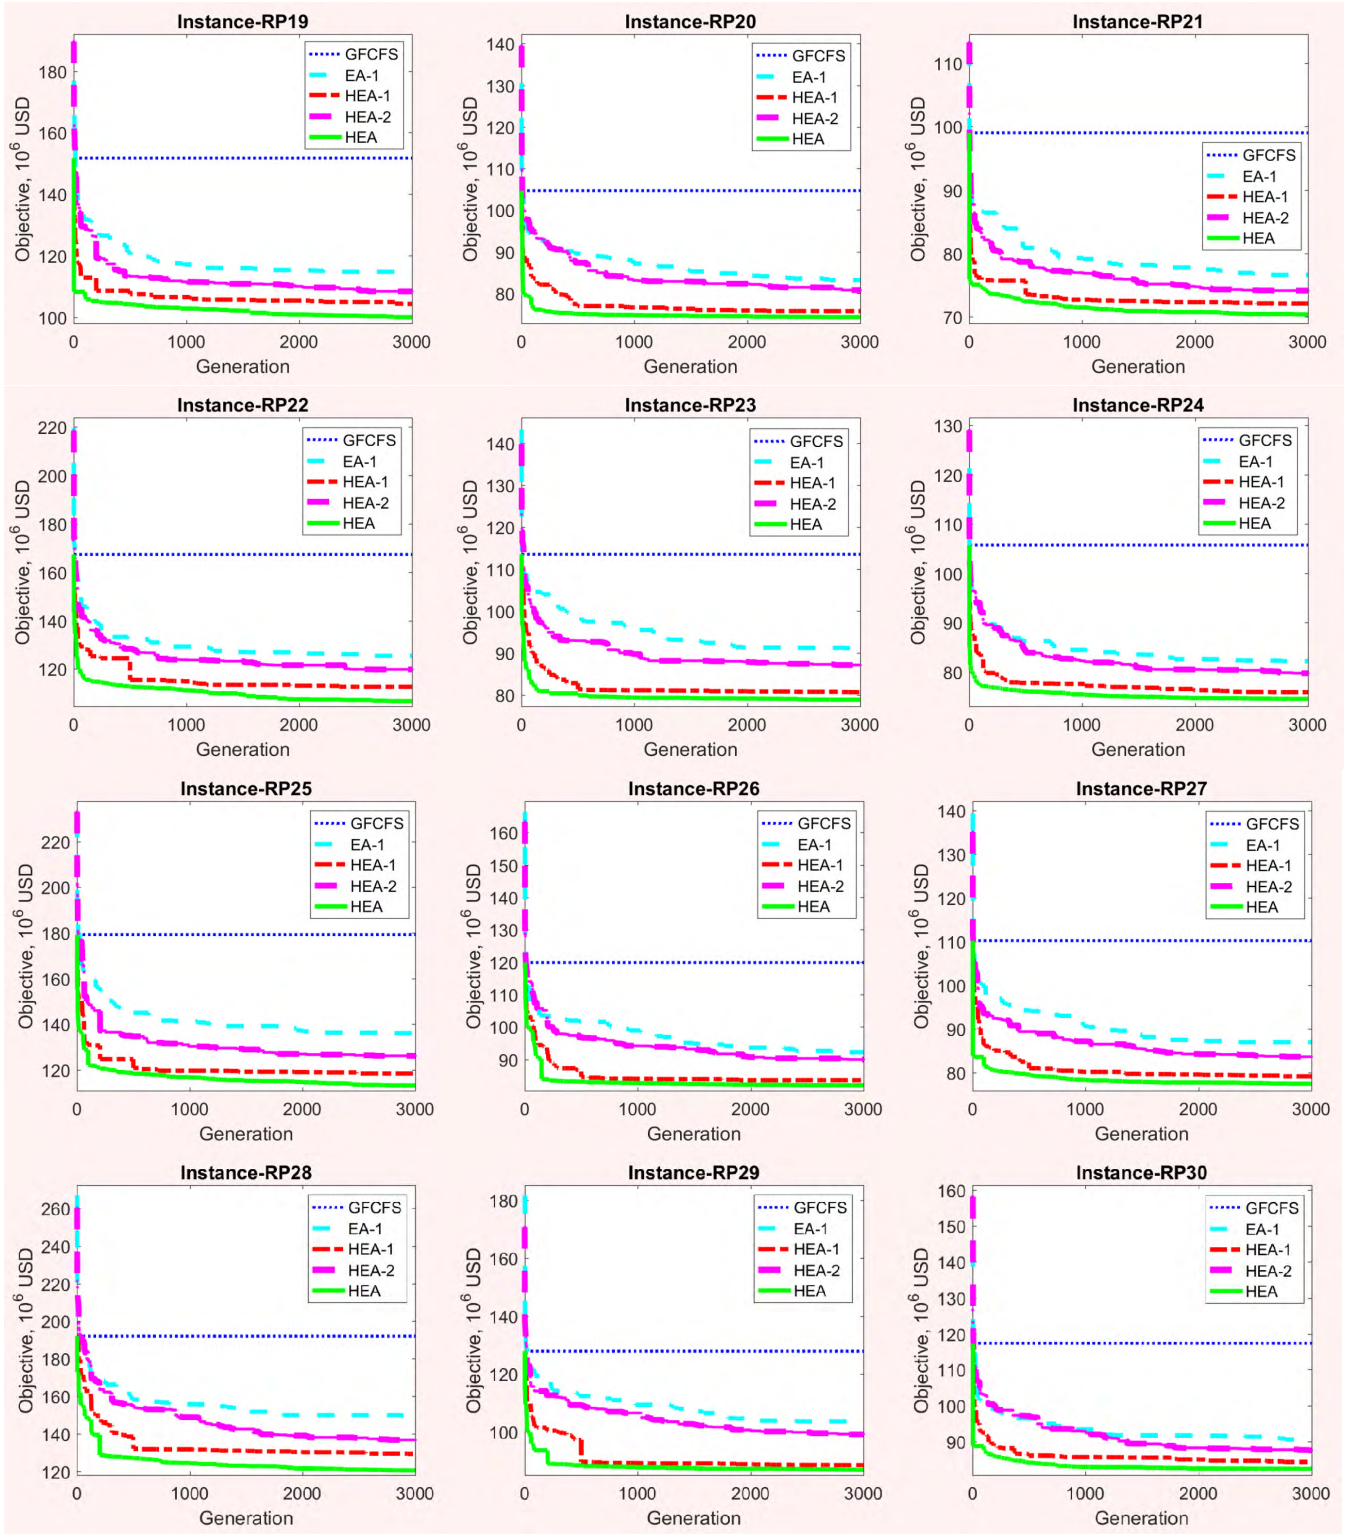 Instance-RP19
Objective, 10^6 USD
180
160
140
120
100
0 1000 2000 3000
Generation
GFCFS
EA-1
HEA-1
HEA-2
HEA
Instance-RP20
Objective, 10^6 USD
140
130
120
110
100
90
80
0 1000 2000 3000
Generation
GFCFS
EA-1
HEA-1
HEA-2
HEA
Instance-RP21
Objective, 10^6 USD
110
100
90
80
70
0 1000 2000 3000
Generation
GFCFS
EA-1
HEA-1
HEA-2
HEA
Instance-RP22
Objective, 10^6 USD
220
200
180
160
140
120
0 1000 2000 3000
Generation
GFCFS
EA-1
HEA-1
HEA-2
HEA
Instance-RP23
Objective, 10^6 USD
140
130
120
110
100
90
80
0 1000 2000 3000
Generation
GFCFS
EA-1
HEA-1
HEA-2
HEA
Instance-RP24
Objective, 10^6 USD
130
120
110
100
90
80
0 1000 2000 3000
Generation
GFCFS
EA-1
HEA-1
HEA-2
HEA
Instance-RP25
Objective, 10^6 USD
220
200
180
160
140
120
0 1000 2000 3000
Generation
GFCFS
EA-1
HEA-1
HEA-2
HEA
Instance-RP26
Objective, 10^6 USD
160
150
140
130
120
110
100
90
0 1000 2000 3000
Generation
GFCFS
EA-1
HEA-1
HEA-2
HEA
Instance-RP27
Objective, 10^6 USD
140
130
120
110
100
90
80
0 1000 2000 3000
Generation
GFCFS
EA-1
HEA-1
HEA-2
HEA
Instance-RP28
Objective, 10^6 USD
260
240
220
200
180
160
140
120
0 1000 2000 3000
Generation
GFCFS
EA-1
HEA-1
HEA-2
HEA
Instance-RP29
Objective, 10^6 USD
180
160
140
120
100
0 1000 2000 3000
Generation
GFCFS
EA-1
HEA-1
HEA-2
HEA
Instance-RP30
Objective, 10^6 USD
160
150
140
130
120
110
100
90
0 1000 2000 3000
Generation
GFCFS
EA-1
HEA-1
HEA-2
HEA